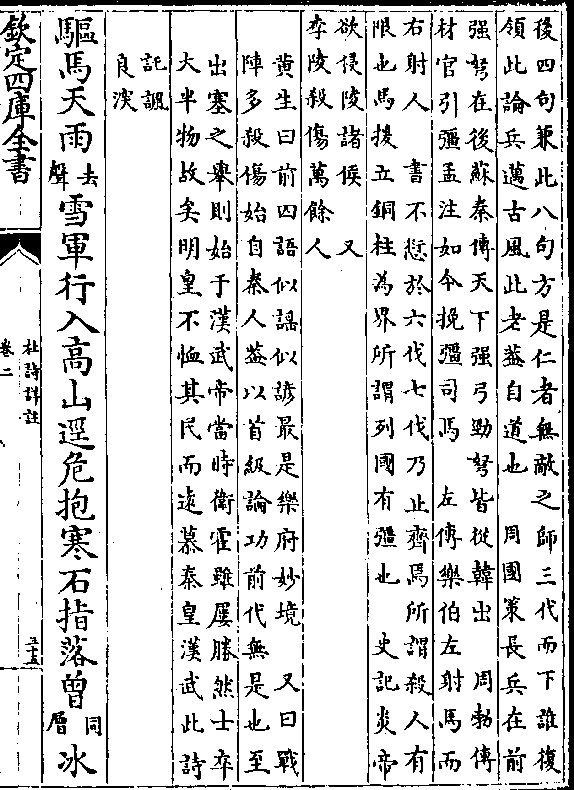 後四句兼此八句方是仁者無敵之師三代而下誰復
領此論兵邁古風此老葢自道也　周國策長兵在前
强弩在後蘇秦傳天下强弓勁弩皆從韓出　周勃傳
材官引彊孟注如今挽彊司馬　左傳樂伯左射馬而
右射人　書不愆於六伐七伐乃止齊焉所謂殺人有
限也馬援立銅柱為界所謂列國有彊也　史記炎帝
欲侵陵諸侯　又
李陵殺傷萬餘人
黄生曰前四語似謡似諺最是樂府妙境　又曰戰
陣多殺傷始自秦人葢以首級論功前代無是也至
出塞之舉則始于漢武帝當時衛霍雖屢勝然士卒
大半物故矣明皇不恤其民而逺慕秦皇漢武此詩
託諷
良深
驅馬天雨去聲雪軍行入高山逕危抱寒石指落曾同層冰
欽定四庫全書
杜詩詳註
卷二
三十五